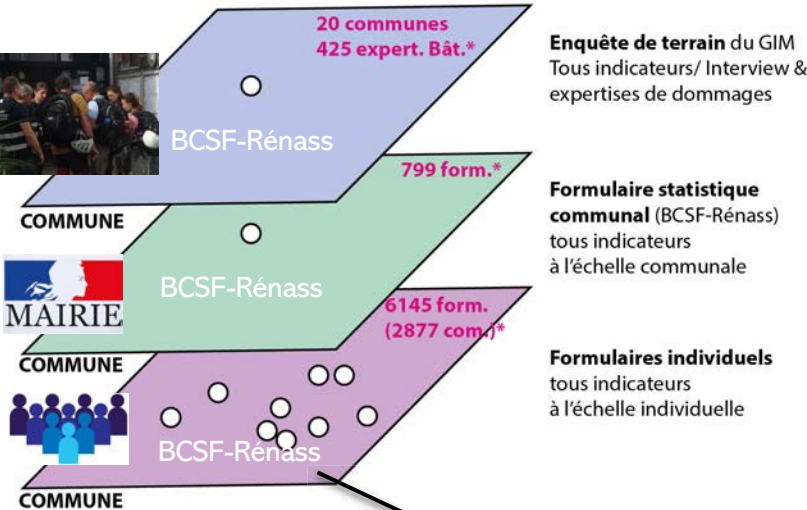 20 communes
425 expert. Bât.*
BCSF-Rénass
COMMUNE
Enquête de terrain du GIM
Tous indicateurs/ Interview &
expertises de dommages
799 form.*
BCSF-Rénass
MAIRIE
COMMUNE
Formulaire statistique
communal (BCSF-Rénass)
tous indicateurs
à l'échelle communale
6145 form.
(2877 com.)*
BCSF-Rénass
COMMUNE
Formulaires individuels
tous indicateurs
à l'échelle individuelle